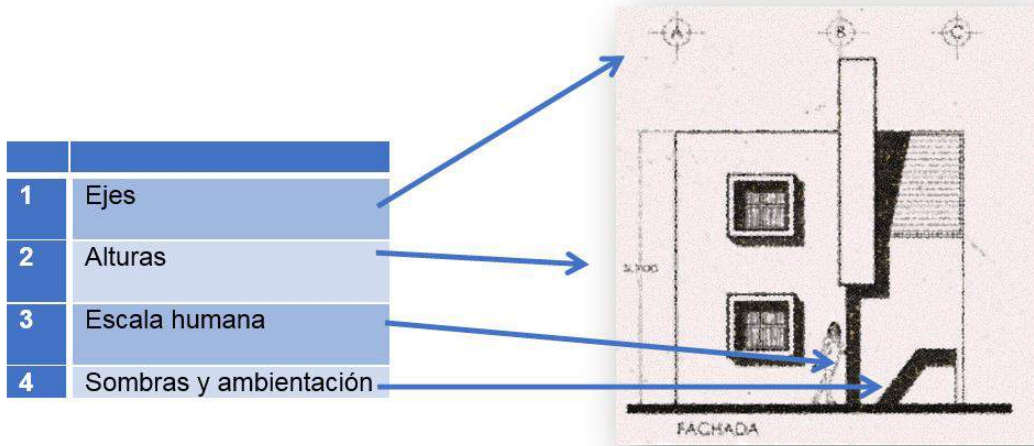 A B C
1 Ejes
2 Alturas
3 Escala humana
4 Sombras y ambientación
FACHADA